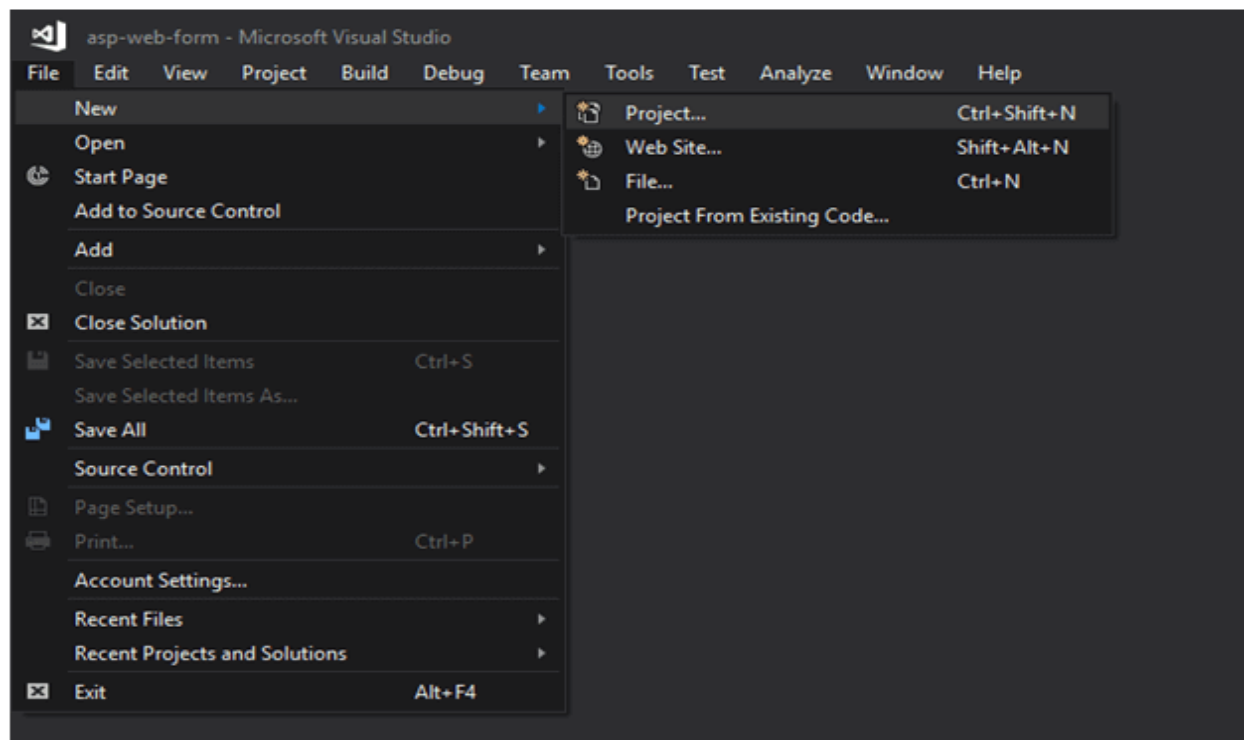 asp-web-form - Microsoft Visual Studio
File Edit View Project Build Debug Team Tools Test Analyze Window Help
New
Open
Start Page
Add to Source Control
Add
Close
Close Solution
Save Selected Items Ctrl+S
Save Selected Items As...
Save All Ctrl+Shift+S
Source Control
Page Setup...
Print... Ctrl+P
Account Settings...
Recent Files
Recent Projects and Solutions
Exit Alt+F4
Project... Ctrl+Shift+N
Web Site... Shift+Alt+N
File... Ctrl+N
Project From Existing Code...